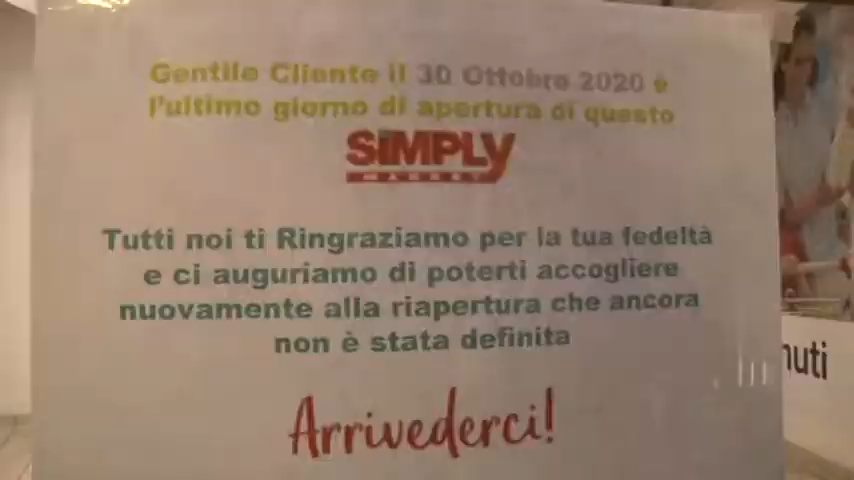 Gentile Cliente il 30 Ottobre 2020 è
l'ultimo giorno di apertura di questo
SiMPLy
MARKET
Tutti noi ti Ringraziamo per la tua fedeltà
e ci auguriamo di poterti accogliere
nuovamente alla riapertura che ancora
non è stata definita
Arrivederci!
nuti